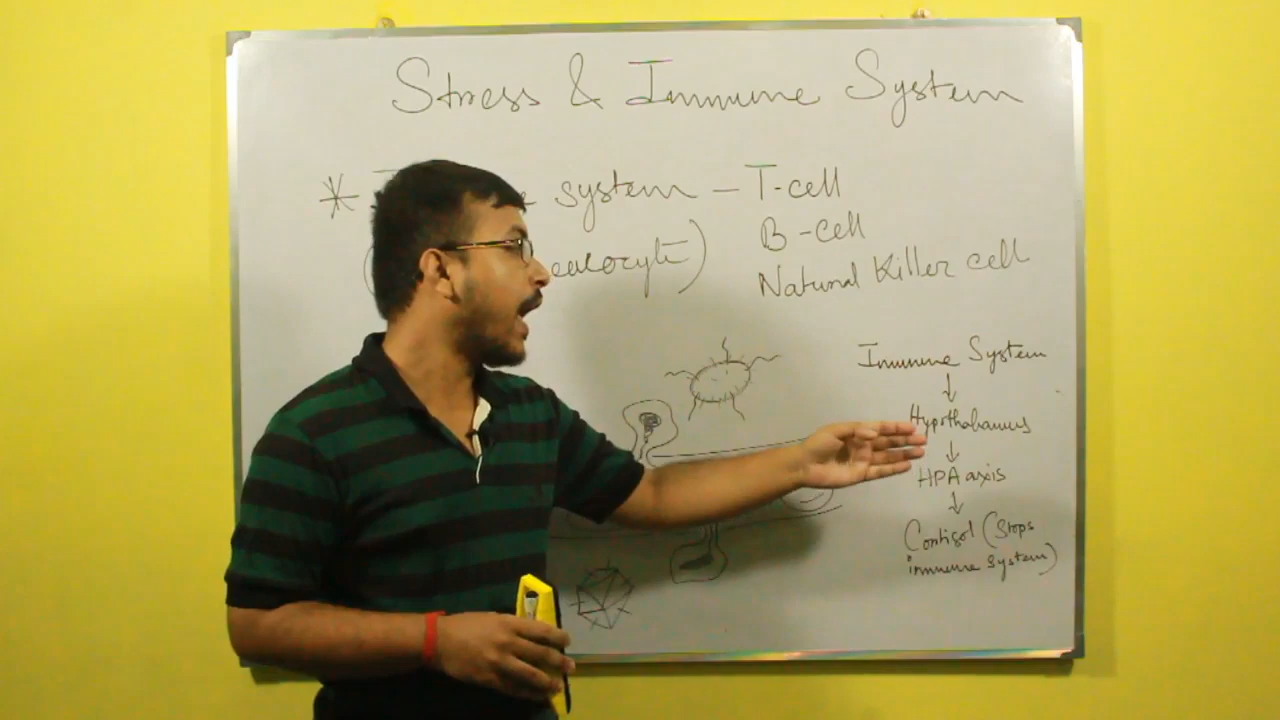 Stress & Immune System
* system – T-cell
B-cell
Natural Killer cell
Immune System
↓
Hypothalamus
↓
HPA axis
↓
Cortisol (Stops
immune system)